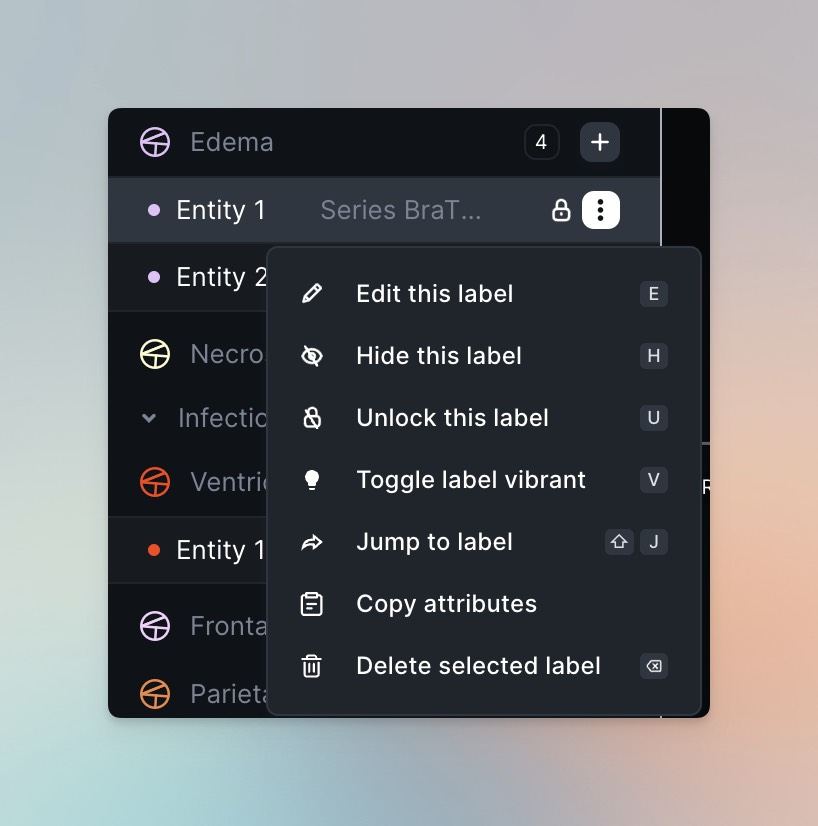 Edema 4
Entity 1 Series BraT...
Entity 2
Edit this label E
Hide this label H
Necro
Unlock this label U
Infectio
Toggle label vibrant V
Ventri
R
Jump to label J
Entity 1
Copy attributes
Fronta
Delete selected label
Parieta